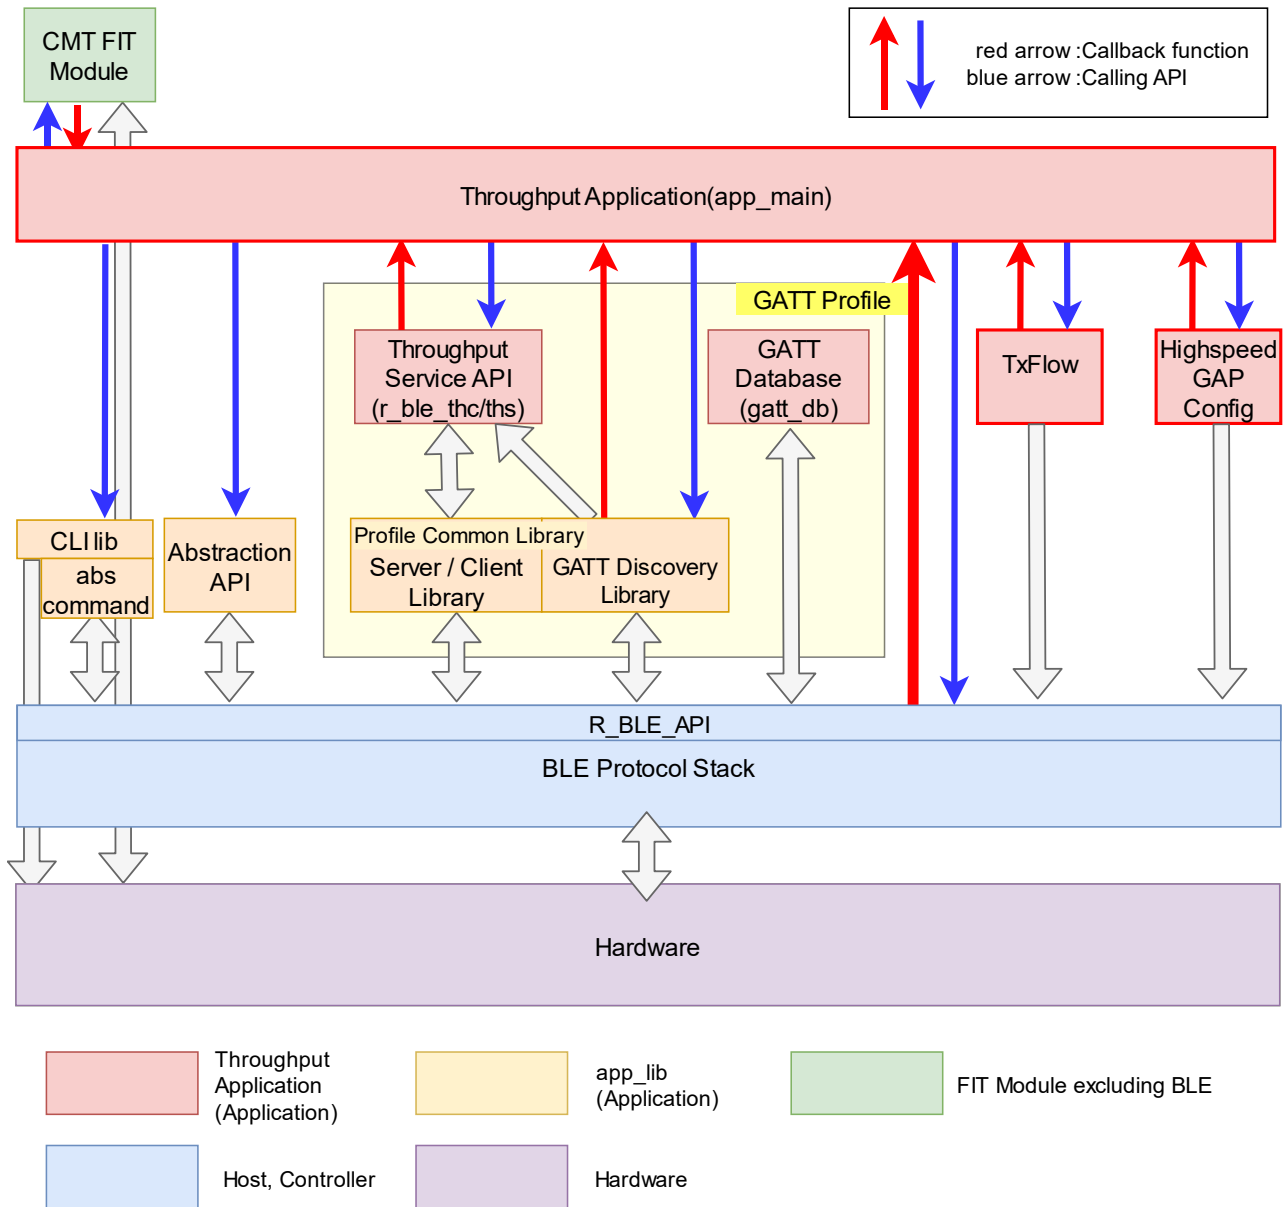 CMT FIT
Module
red arrow :Callback function
blue arrow :Calling API
Throughput Application(app_main)
GATT Profile
Throughput
Service API
(r_ble_thc/ths)
GATT
Database
(gatt_db)
TxFlow
Highspeed
GAP
Config
CLI lib
abs
command
Abstraction
API
Profile Common Library
Server / Client
Library
GATT Discovery
Library
R_BLE_API
BLE Protocol Stack
Hardware
Throughput
Application
(Application)
app_lib
(Application)
FIT Module excluding BLE
Host, Controller
Hardware